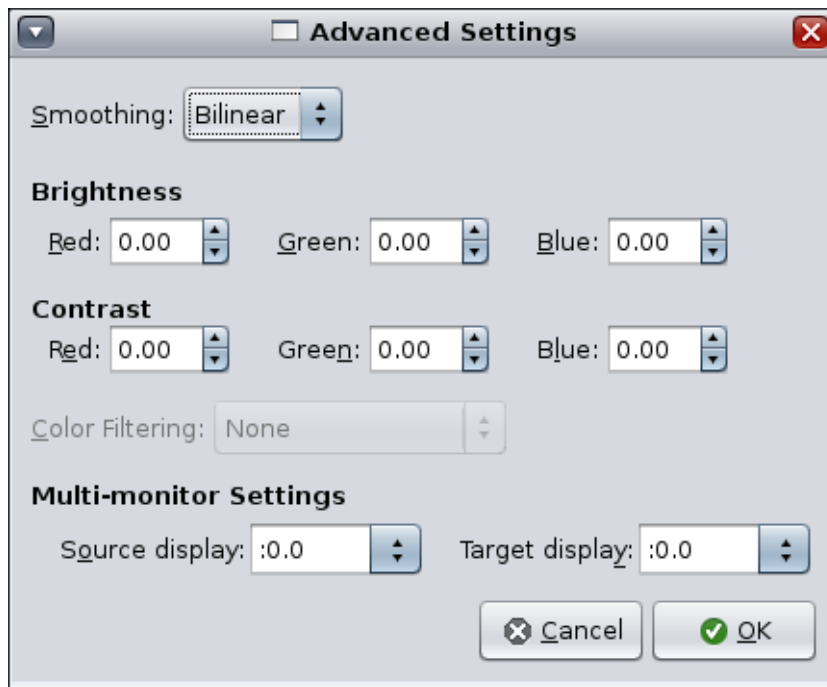 Advanced Settings
Smoothing: Bilinear
Brightness
Red: 0.00 Green: 0.00 Blue: 0.00
Contrast
Red: 0.00 Green: 0.00 Blue: 0.00
Color Filtering: None
Multi-monitor Settings
Source display: :0.0 Target display: :0.0
Cancel OK